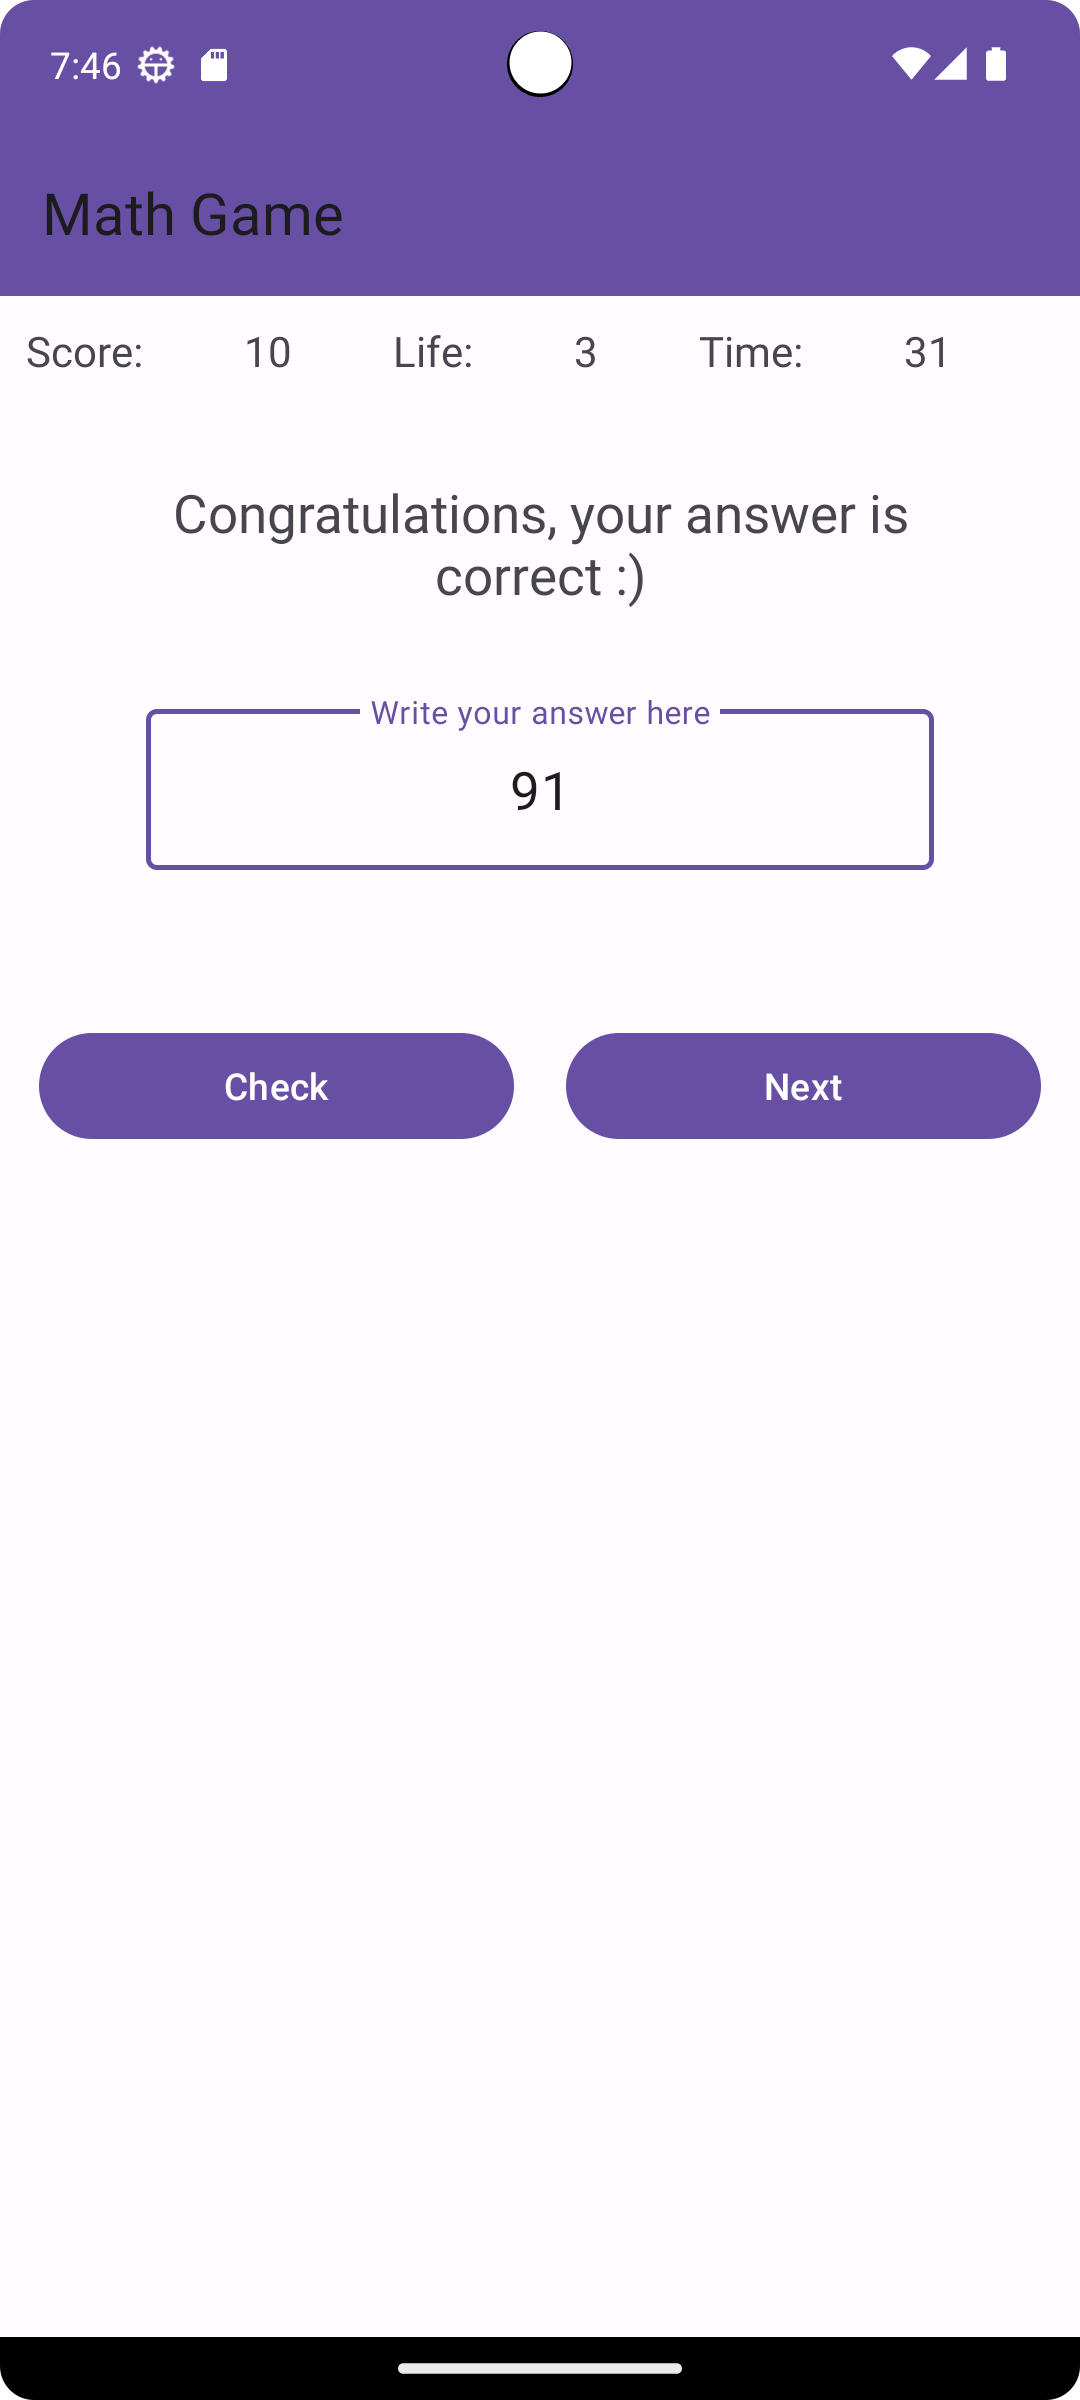 7:46
Math Game
Score: 10 Life: 3 Time: 31
Congratulations, your answer is
correct :)
Write your answer here
91
Check Next